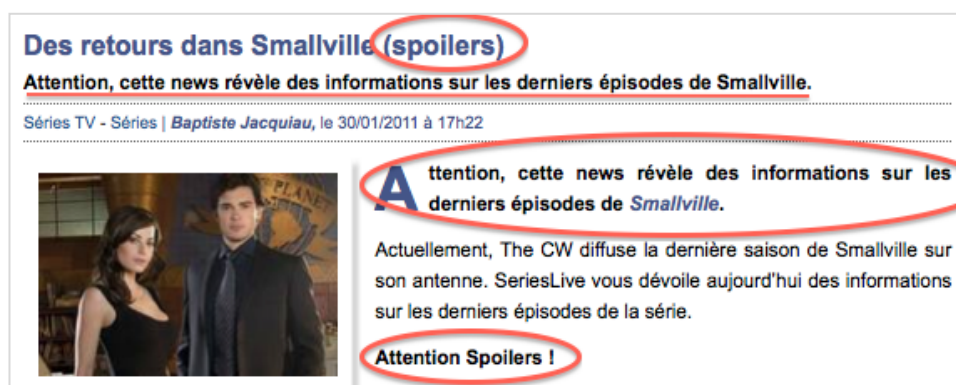 Des retours dans Smallville (spoilers)
Attention, cette news révèle des informations sur les derniers épisodes de Smallville.
Séries TV - Séries | Baptiste Jacquiau, le 30/01/2011 à 17h22
PLANET
Attention, cette news révèle des informations sur les
derniers épisodes de Smallville.
Actuellement, The CW diffuse la dernière saison de Smallville sur
son antenne. SeriesLive vous dévoile aujourd'hui des informations
sur les derniers épisodes de la série.
Attention Spoilers !